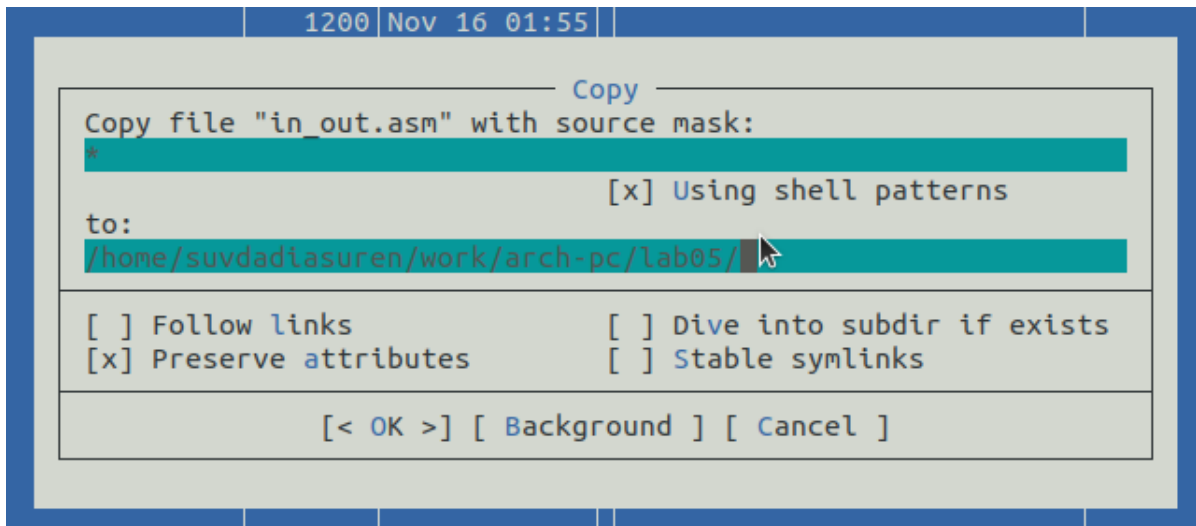 1200 Nov 16 01:55
Copy
Copy file "in_out.asm" with source mask:
*
[x] Using shell patterns
to:
/home/suvdadiasuren/work/arch-pc/lab05/
[ ] Follow links [ ] Dive into subdir if exists
[x] Preserve attributes [ ] Stable symlinks
[< OK >] [ Background ] [ Cancel ]